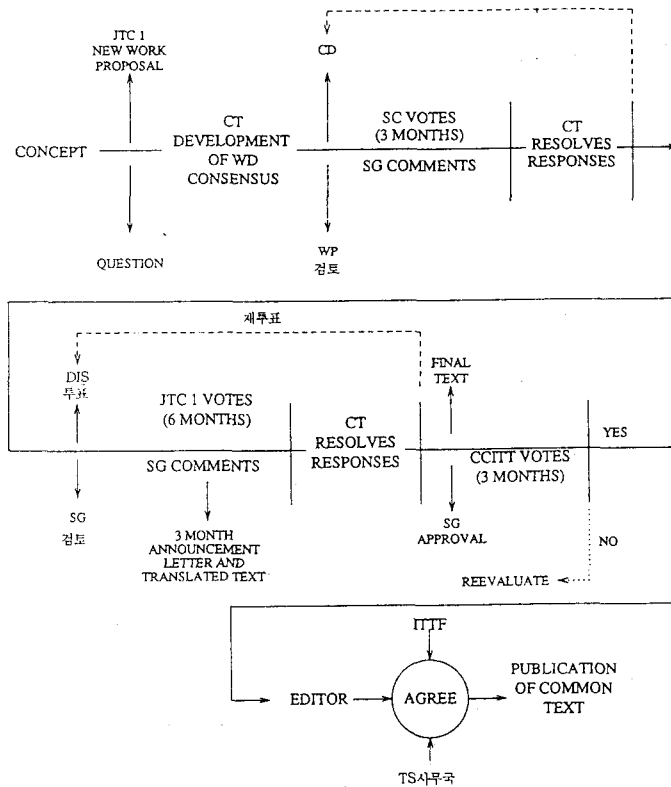 JTC 1
NEW WORK
PROPOSAL
CD
CONCEPT
CT
DEVELOPMENT
OF WD
CONSENSUS
SC VOTES
(3 MONTHS)
SG COMMENTS
CT
RESOLVES
RESPONSES
QUESTION
WP
검토
재투표
DIS
투표
JTC 1 VOTES
(6 MONTHS)
SG COMMENTS
CT
RESOLVES
RESPONSES
FINAL
TEXT
CCITT VOTES
(3 MONTHS)
YES
SG
검토
3 MONTH
ANNOUNCEMENT
LETTER AND
TRANSLATED TEXT
SG
APPROVAL
NO
REEVALUATE
ITTF
EDITOR
AGREE
PUBLICATION
OF COMMON
TEXT
TS사무국